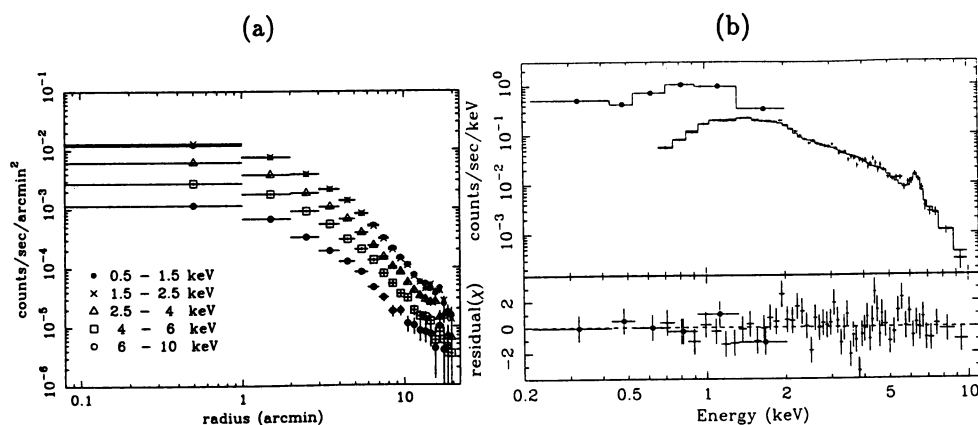 (a)
counts/sec/arcmin²
10⁻¹
10⁻²
10⁻³
10⁻⁴
10⁻⁵
10⁻⁶
0.5 − 1.5 keV
1.5 − 2.5 keV
2.5 − 4 keV
4 − 6 keV
6 − 10 keV
0.1
1
10
radius (arcmin)
(b)
counts/sec/keV
10⁰
10⁻¹
10⁻²
10⁻³
residual(χ)
2
0
−2
0.2
0.5
1
2
5
10
Energy (keV)